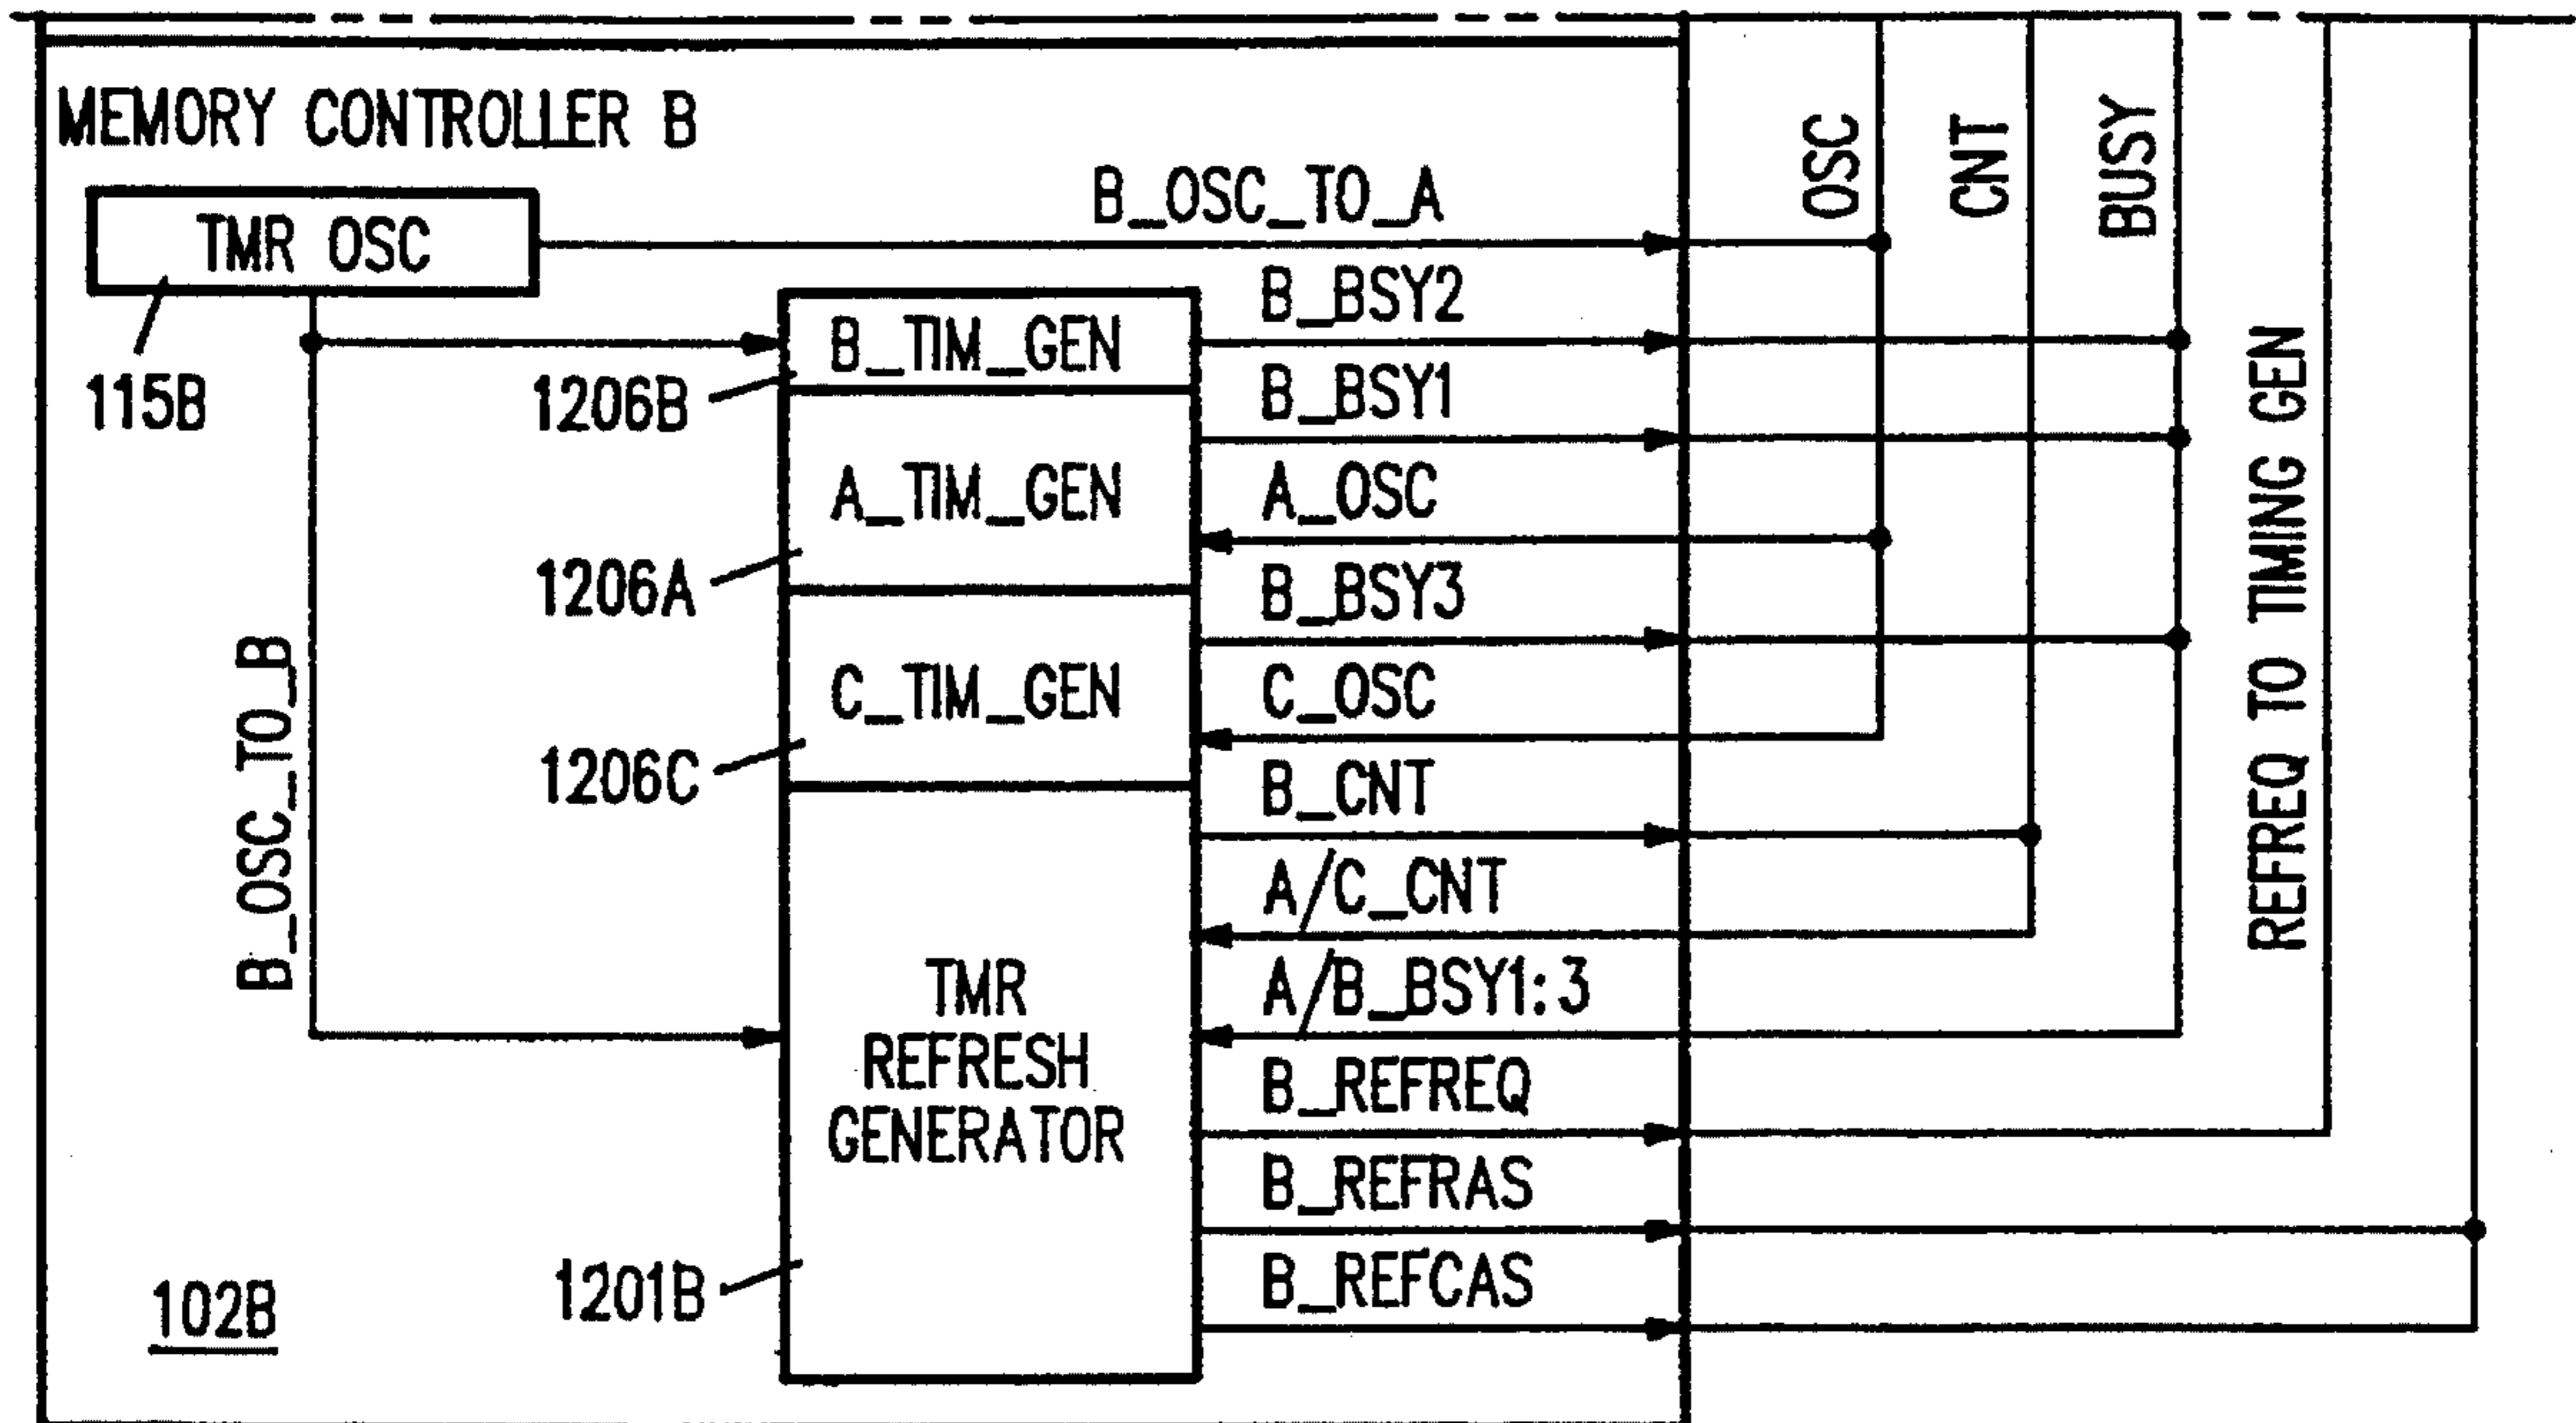 MEMORY CONTROLLER B
OSC
CNT
BUSY
B_OSC_TO_A
TMR OSC
115B
B_BSY2
B_TIM_GEN
1206B
B_BSY1
A_TIM_GEN
A_OSC
1206A
B_BSY3
C_TIM_GEN
C_OSC
1206C
B_CNT
B_OSC_TO_B
REFREQ TO TIMING GEN
A/C_CNT
A/B_BSY1:3
TMR
REFRESH
GENERATOR
B_REFREQ
B_REFRAS
B_REFCAS
1201B
102B